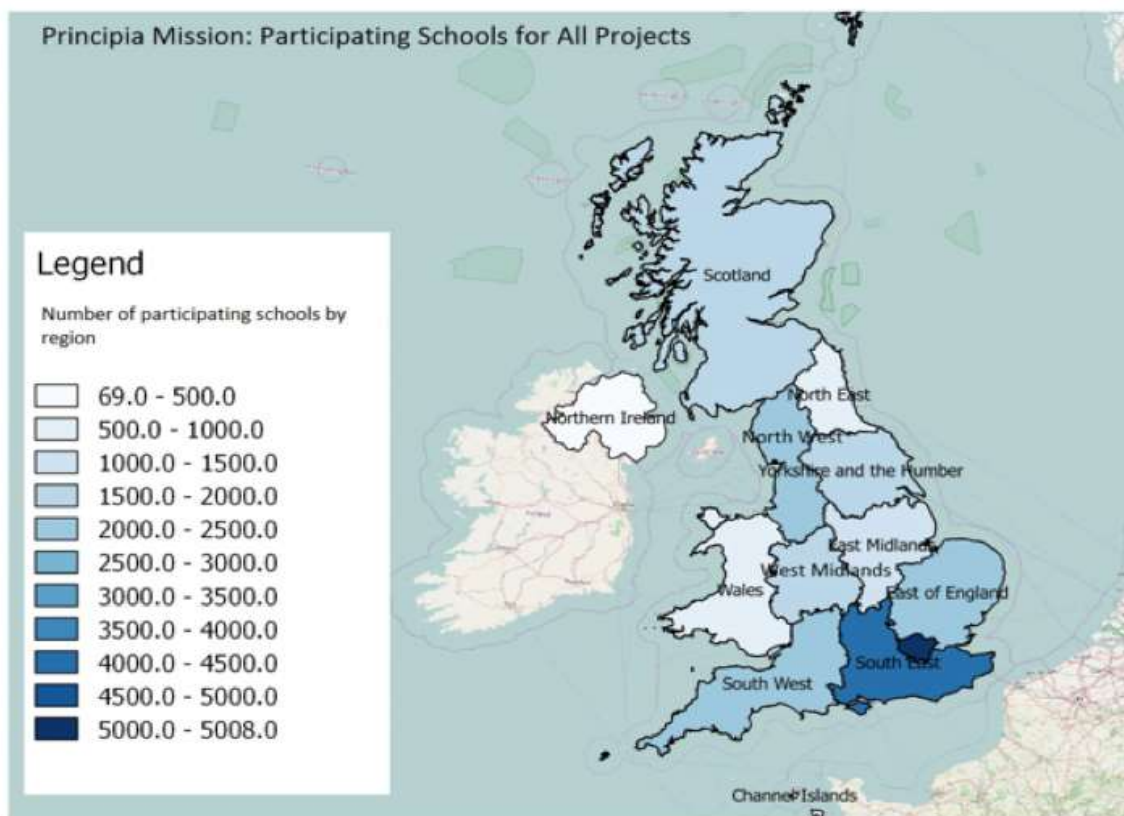 Principia Mission: Participating Schools for All Projects
Legend
Number of participating schools by
region
69.0 - 500.0
500.0 - 1000.0
1000.0 - 1500.0
1500.0 - 2000.0
2000.0 - 2500.0
2500.0 - 3000.0
3000.0 - 3500.0
3500.0 - 4000.0
4000.0 - 4500.0
4500.0 - 5000.0
5000.0 - 5008.0
Scotland
North East
Northern Ireland
North West
Yorkshire and the Humber
East Midlands
West Midlands
Wales
East of England
South East
South West
Channel Islands